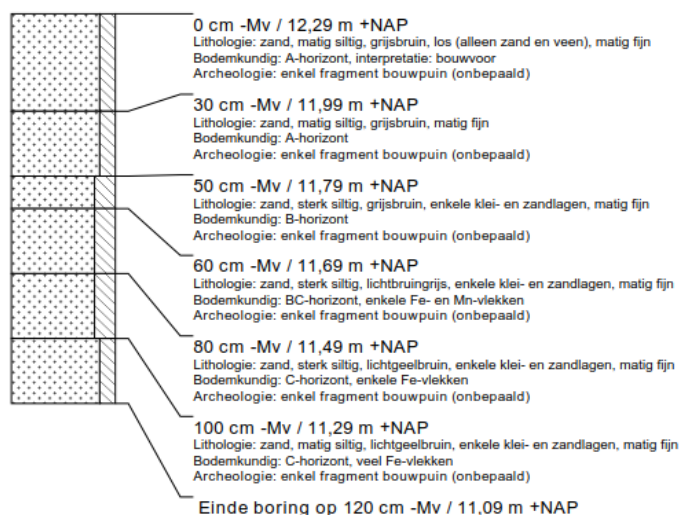 0 cm -Mv / 12,29 m +NAP
Lithologie: zand, matig siltig, grijsbruin, los (alleen zand en veen), matig fijn
Bodemkundig: A-horizont, interpretatie: bouwvoor
Archeologie: enkel fragment bouwpuin (onbepaald)
30 cm -Mv / 11,99 m +NAP
Lithologie: zand, matig siltig, grijsbruin, matig fijn
Bodemkundig: A-horizont
Archeologie: enkel fragment bouwpuin (onbepaald)
50 cm -Mv / 11,79 m +NAP
Lithologie: zand, sterk siltig, grijsbruin, enkele klei- en zandlagen, matig fijn
Bodemkundig: B-horizont
Archeologie: enkel fragment bouwpuin (onbepaald)
60 cm -Mv / 11,69 m +NAP
Lithologie: zand, sterk siltig, lichtbruingrijs, enkele klei- en zandlagen, matig fijn
Bodemkundig: BC-horizont, enkele Fe- en Mn-vlekken
Archeologie: enkel fragment bouwpuin (onbepaald)
80 cm -Mv / 11,49 m +NAP
Lithologie: zand, sterk siltig, lichtgeelbruin, enkele klei- en zandlagen, matig fijn
Bodemkundig: C-horizont, enkele Fe-vlekken
Archeologie: enkel fragment bouwpuin (onbepaald)
100 cm -Mv / 11,29 m +NAP
Lithologie: zand, matig siltig, lichtgeelbruin, enkele klei- en zandlagen, matig fijn
Bodemkundig: C-horizont, veel Fe-vlekken
Archeologie: enkel fragment bouwpuin (onbepaald)
Einde boring op 120 cm -Mv / 11,09 m +NAP